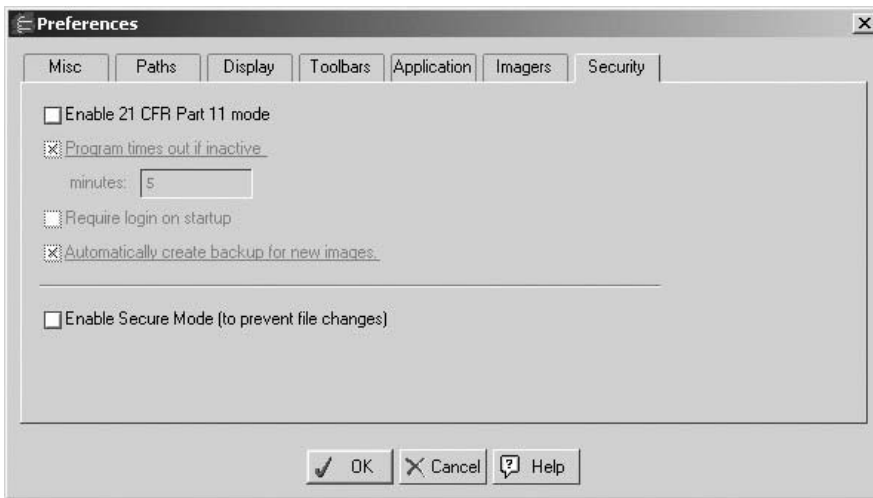 Preferences
Misc Paths Display Toolbars Application Imagers Security
Enable 21 CFR Part 11 mode
Program times out if inactive
minutes: 5
Require login on startup
Automatically create backup for new images.
Enable Secure Mode (to prevent file changes)
OK Cancel Help